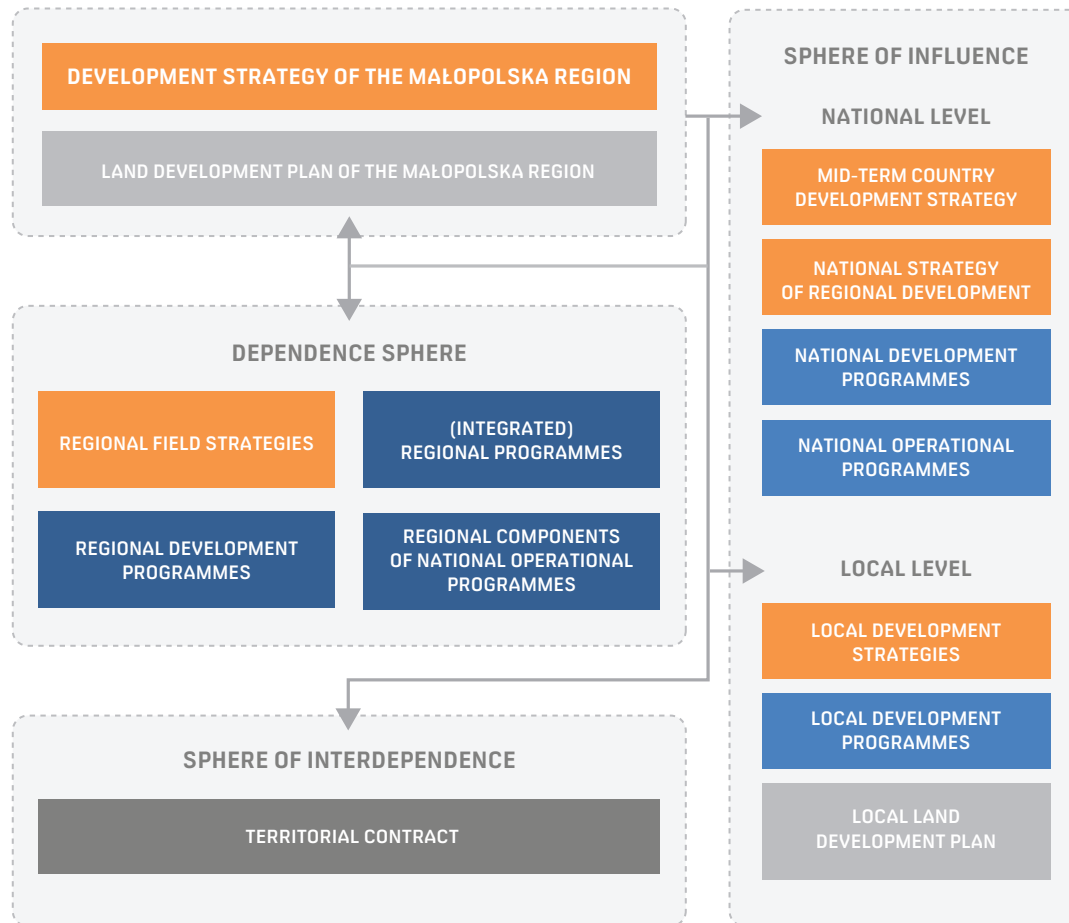 DEVELOPMENT STRATEGY OF THE MAŁOPOLSKA REGION
LAND DEVELOPMENT PLAN OF THE MAŁOPOLSKA REGION
DEPENDENCE SPHERE
REGIONAL FIELD STRATEGIES
(INTEGRATED)
REGIONAL PROGRAMMES
REGIONAL DEVELOPMENT
PROGRAMMES
REGIONAL COMPONENTS
OF NATIONAL OPERATIONAL
PROGRAMMES
SPHERE OF INTERDEPENDENCE
TERRITORIAL CONTRACT
SPHERE OF INFLUENCE
NATIONAL LEVEL
MID-TERM COUNTRY
DEVELOPMENT STRATEGY
NATIONAL STRATEGY
OF REGIONAL DEVELOPMENT
NATIONAL DEVELOPMENT
PROGRAMMES
NATIONAL OPERATIONAL
PROGRAMMES
LOCAL LEVEL
LOCAL DEVELOPMENT
STRATEGIES
LOCAL DEVELOPMENT
PROGRAMMES
LOCAL LAND
DEVELOPMENT PLAN